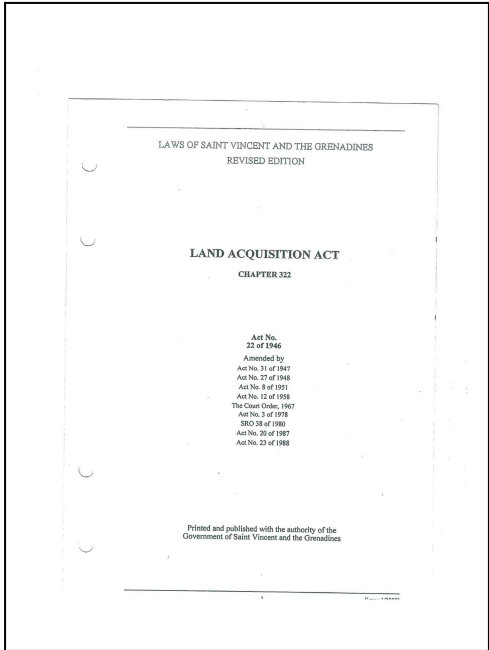 LAWS OF SAINT VINCENT AND THE GRENADINES
REVISED EDITION
LAND ACQUISITION ACT
CHAPTER 322
Act No.
22 of 1946
Amended by
Act No. 31 of 1947
Act No. 27 of 1948
Act No. 8 of 1951
Act No. 12 of 1958
The Court Order, 1967
Act No. 3 of 1978
SRO 38 of 1980
Act No. 20 of 1987
Act No. 23 of 1988
Printed and published with the authority of the
Government of Saint Vincent and the Grenadines